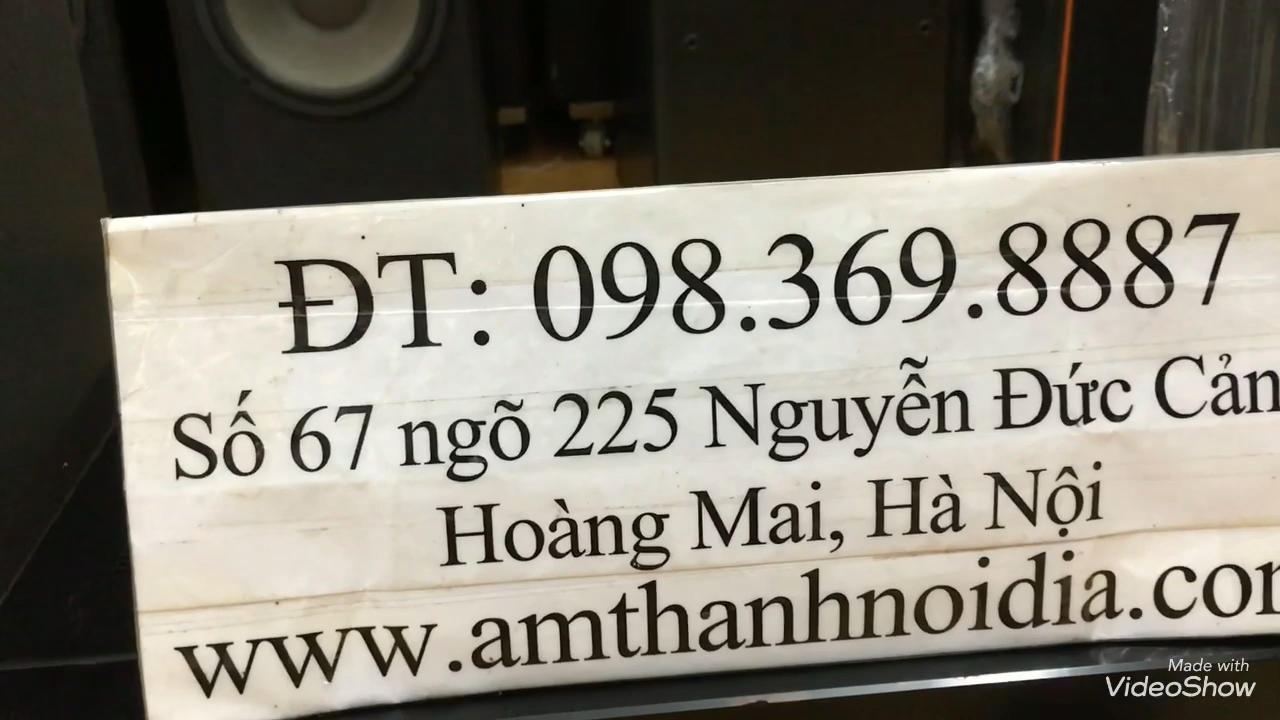 ĐT: 098.369.8887
Số 67 ngõ 225 Nguyễn Đức Cản
Hoàng Mai, Hà Nội
www.amthanhnoidia.com
Made with
VideoShow